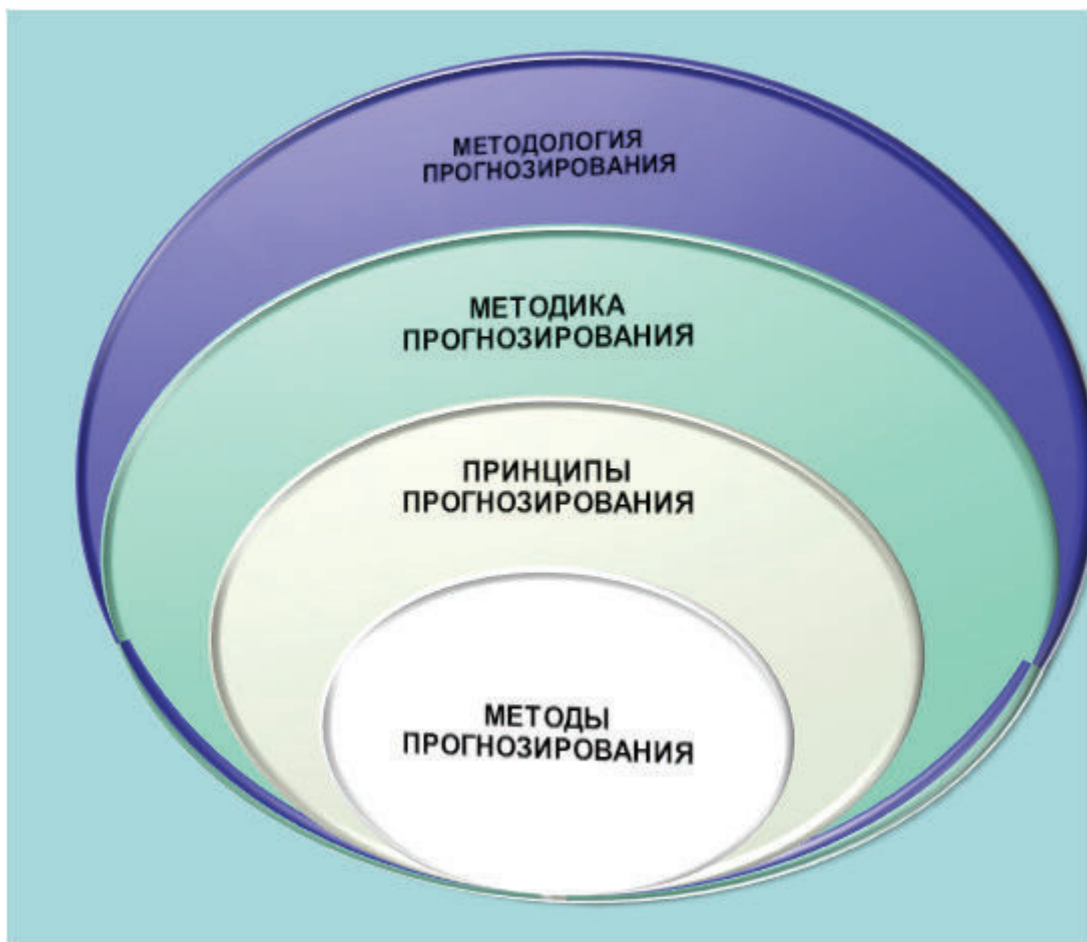 МЕТОДОЛОГИЯ
ПРОГНОЗИРОВАНИЯ
МЕТОДИКА
ПРОГНОЗИРОВАНИЯ
ПРИНЦИПЫ
ПРОГНОЗИРОВАНИЯ
МЕТОДЫ
ПРОГНОЗИРОВАНИЯ